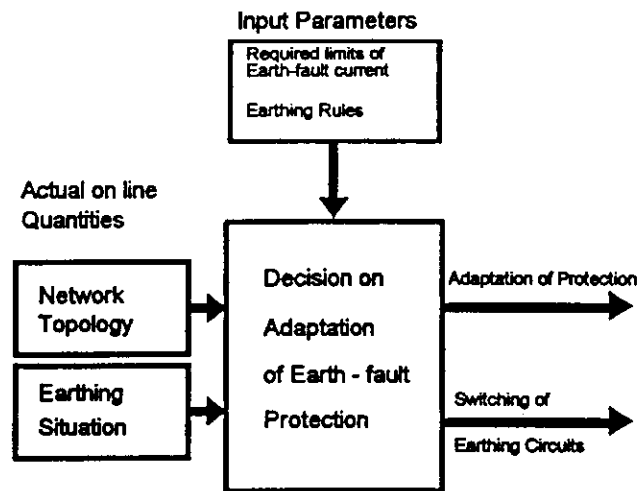 Input Parameters
Required limits of
Earth-fault current
Earthing Rules
Actual on line
Quantities
Network
Topology
Earthing
Situation
Decision on
Adaptation
of Earth - fault
Protection
Adaptation of Protection
Switching of
Earthing Circuits